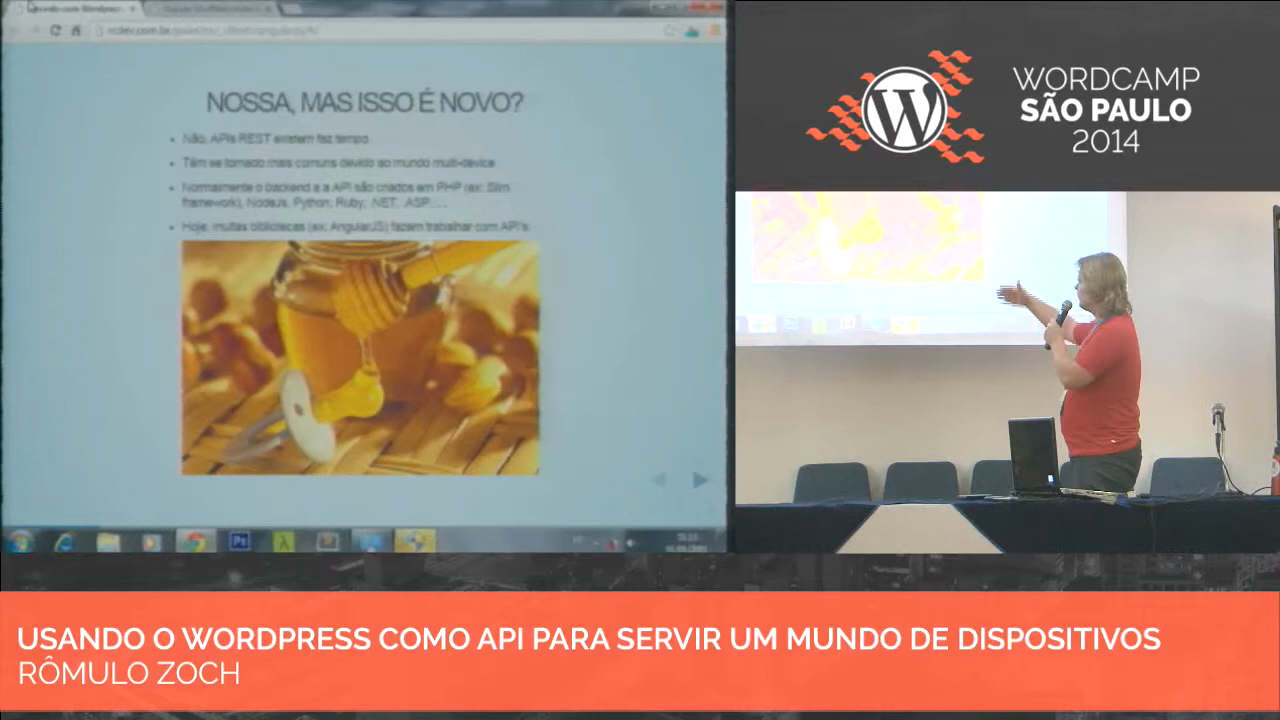 NOSSA, MAS ISSO É NOVO?
Não, APIs REST existem faz tempo
Têm se tornado mais comuns devido ao mundo multi-device
Normalmente o backend e a API são criados em PHP (ex: Slim
framework), NodeJs, Python, Ruby, .NET, .ASP, ...
Hoje, muitas bibliotecas (ex: AngularJS) fazem trabalhar com API's
Ps
WORDCAMP
SÃO PAULO
2014
USANDO O WORDPRESS COMO API PARA SERVIR UM MUNDO DE DISPOSITIVOS
RÔMULO ZOCH